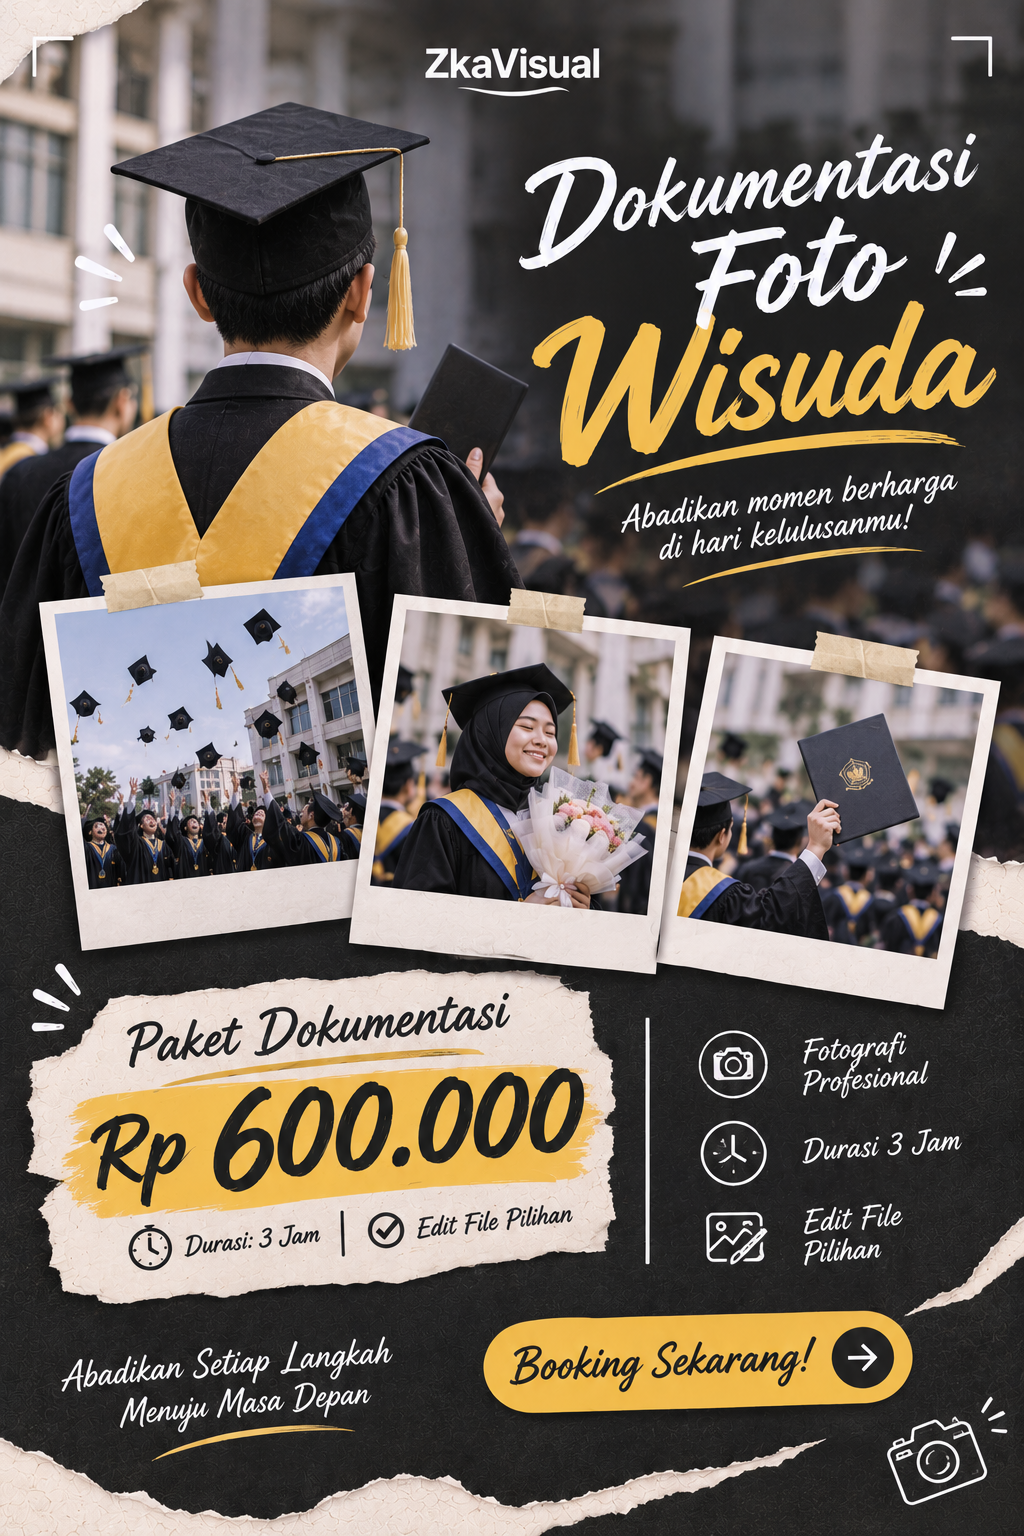 ZkaVisual
Dokumentasi
Foto
Wisuda
Abadikan momen berharga
di hari kelulusanmu!
Paket Dokumentasi
Rp 600.000
Durasi: 3 Jam | Edit File Pilihan
Fotografi
Profesional
Durasi 3 Jam
Edit File
Pilihan
Abadikan Setiap Langkah
Menuju Masa Depan
Booking Sekarang!